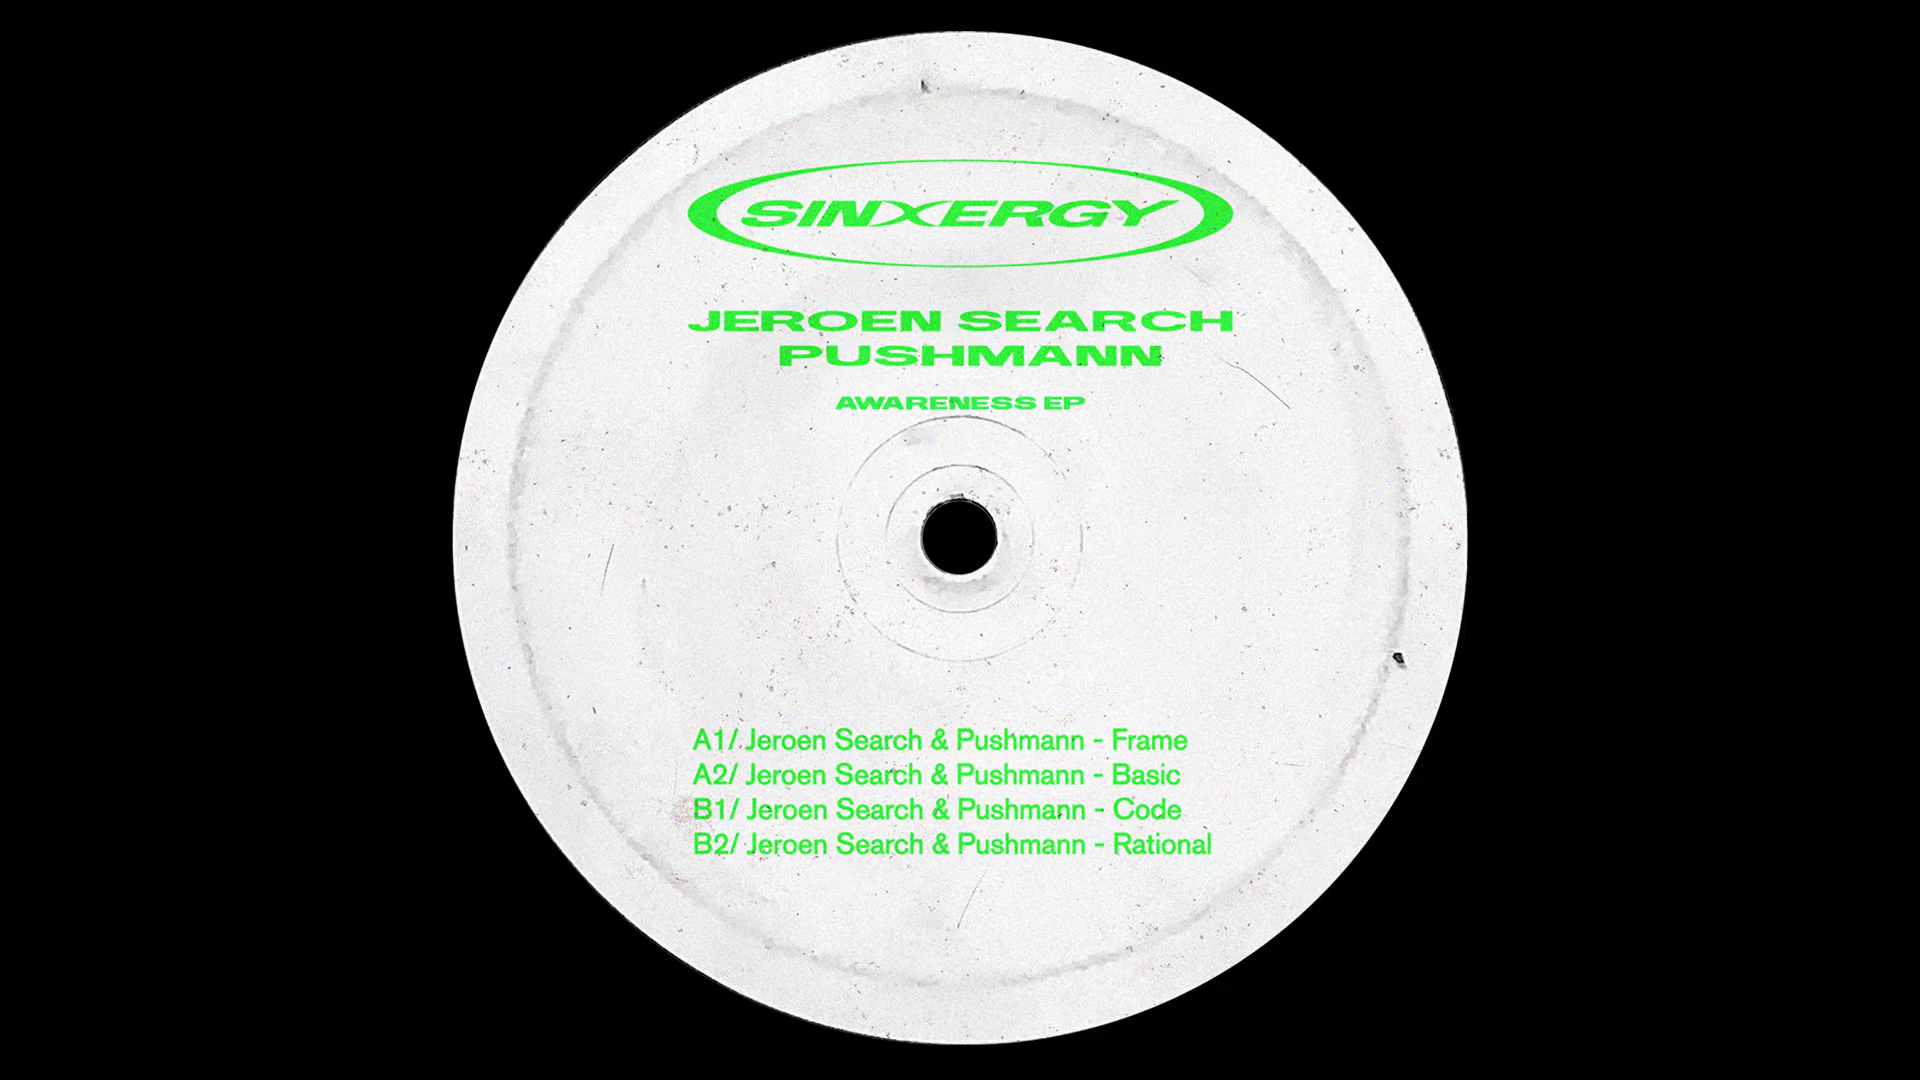 SINXERGY
JEROEN SEARCH
PUSHMANN
AWARENESS EP
A1/ Jeroen Search & Pushmann - Frame
A2/ Jeroen Search & Pushmann - Basic
B1/ Jeroen Search & Pushmann - Code
B2/ Jeroen Search & Pushmann - Rational